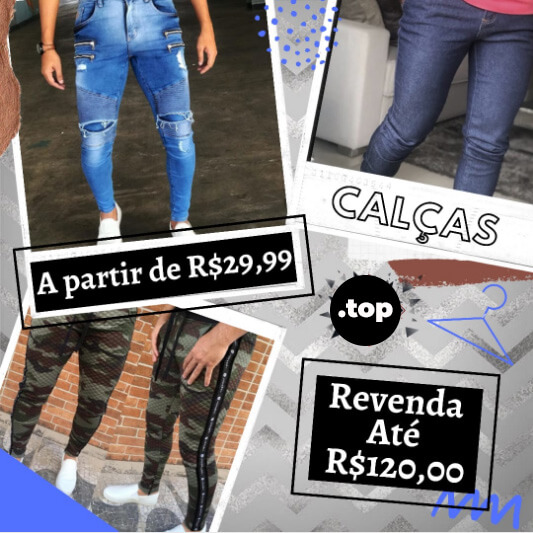 CALÇAS
A partir de R$29,99
.top
Revenda
Até
R$120,00